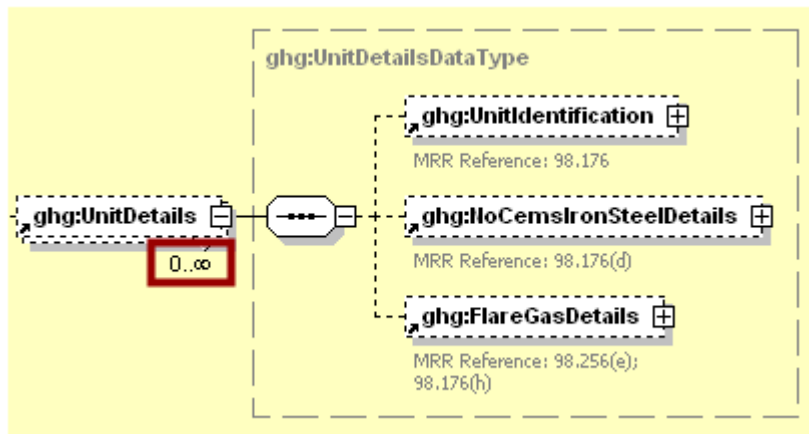 ghg:UnitDetailsDataType
ghg:UnitIdentification
MRR Reference: 98.176
ghg:UnitDetails
0..∞
ghg:NoCemsIronSteelDetails
MRR Reference: 98.176(d)
ghg:FlareGasDetails
MRR Reference: 98.256(e);
98.176(h)